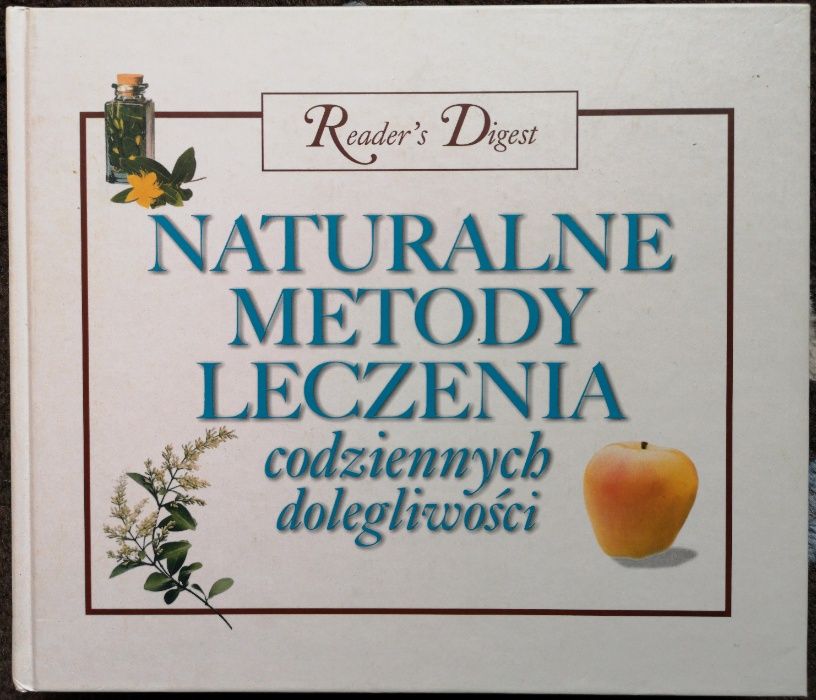 Reader's Digest
NATURALNE
METODY
LECZENIA
codziennych
dolegliwości